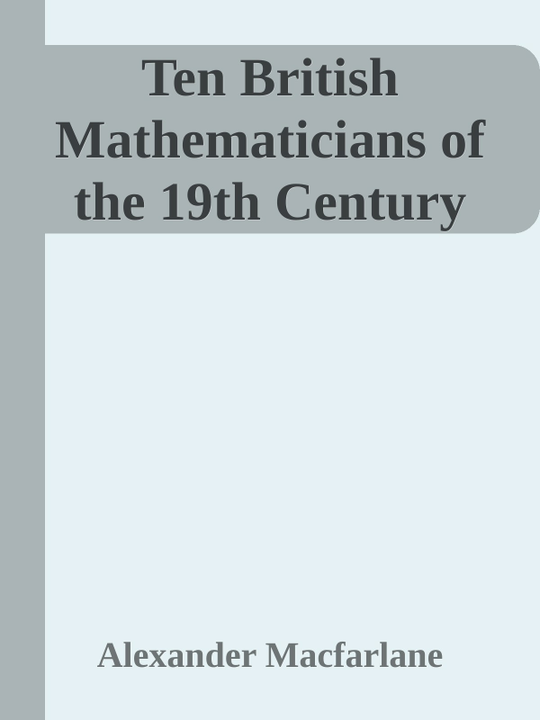 Ten British
Mathematicians of
the 19th Century
Alexander Macfarlane